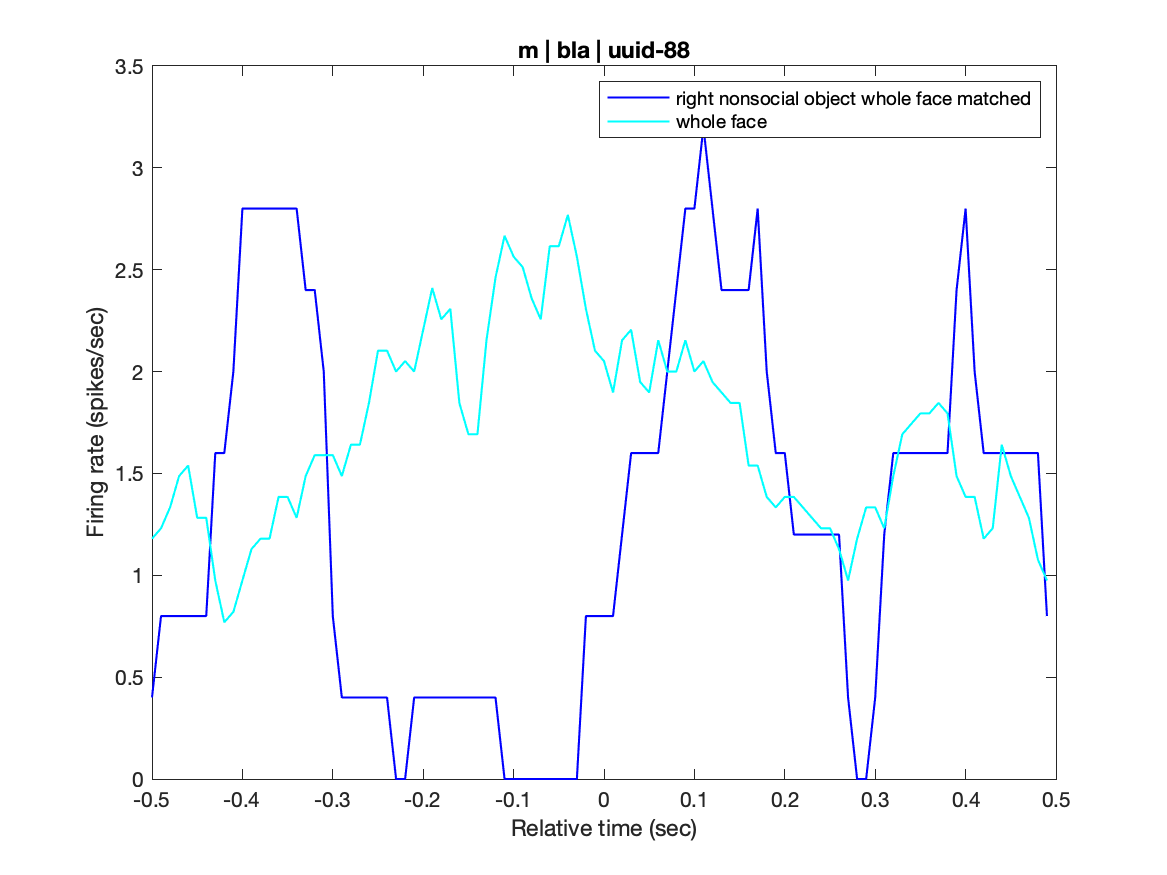 m | bla | uuid-88
right nonsocial object whole face matched
whole face
Firing rate (spikes/sec)
3.5
3
2.5
2
1.5
1
0.5
0
-0.5 -0.4 -0.3 -0.2 -0.1 0 0.1 0.2 0.3 0.4 0.5
Relative time (sec)